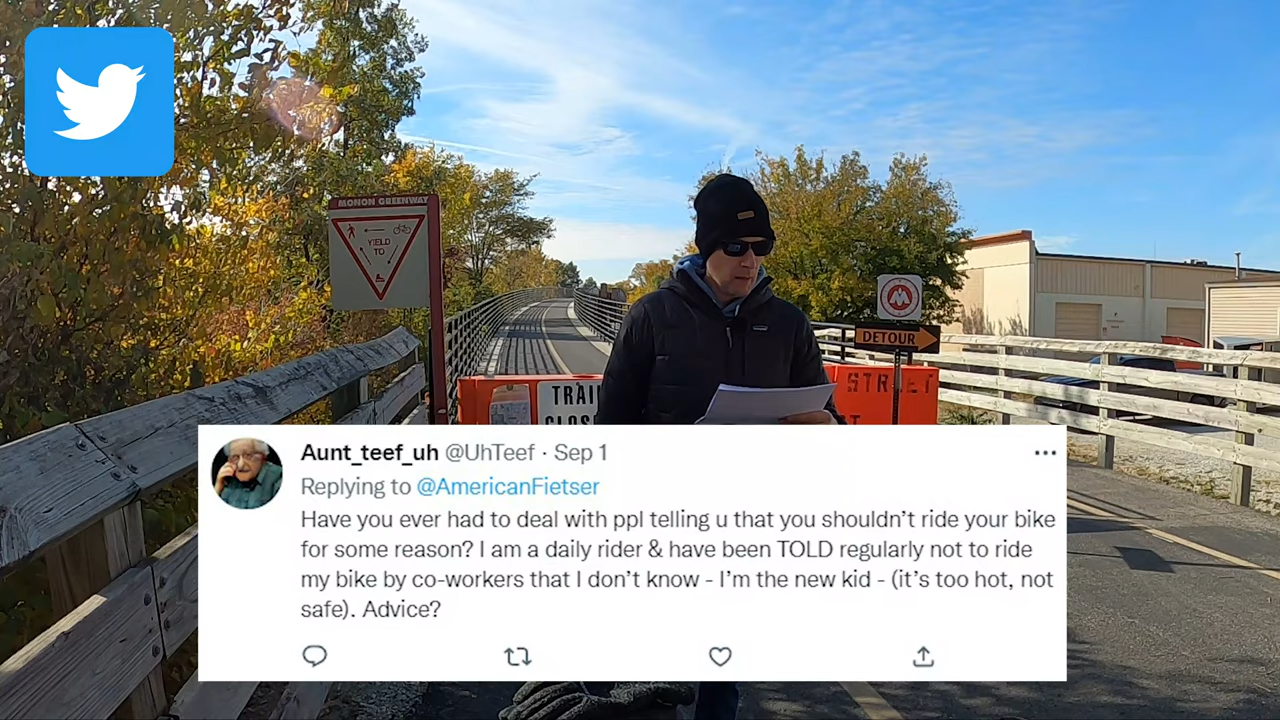 MONON GREENWAY
YIELD
TO
M
DETOUR
TRAIL
CLOS
STREET
T
Aunt_teef_uh @UhTeef · Sep 1
Replying to @AmericanFietser
Have you ever had to deal with ppl telling u that you shouldn't ride your bike
for some reason? I am a daily rider & have been TOLD regularly not to ride
my bike by co-workers that I don't know - I'm the new kid - (it's too hot, not
safe). Advice?